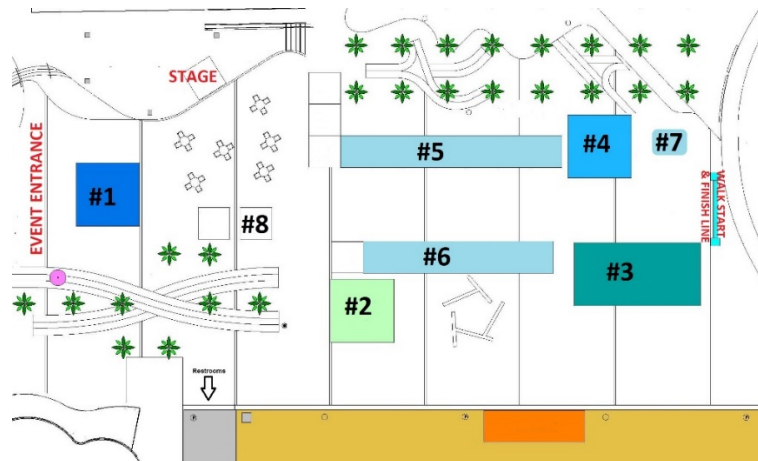 STAGE
EVENT ENTRANCE
#1
#8
#5
#4
#7
WALK START
& FINISH LINE
#6
#3
#2
Restrooms